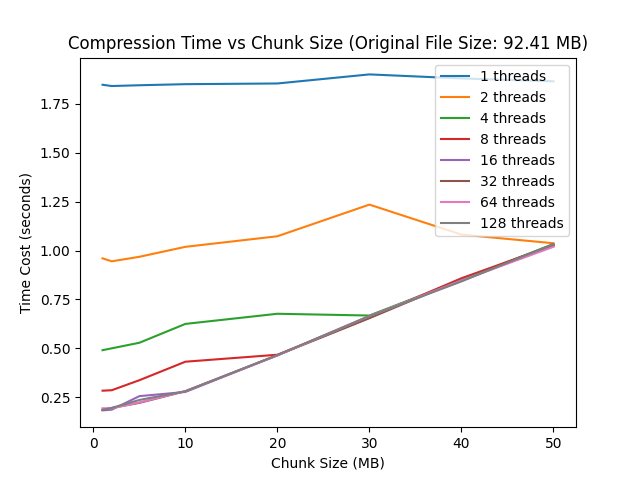 Compression Time vs Chunk Size (Original File Size: 92.41 MB)
1 threads
2 threads
4 threads
8 threads
16 threads
32 threads
64 threads
128 threads
1.75
1.50
1.25
1.00
0.75
0.50
0.25
Time Cost (seconds)
0
10
20
30
40
50
Chunk Size (MB)